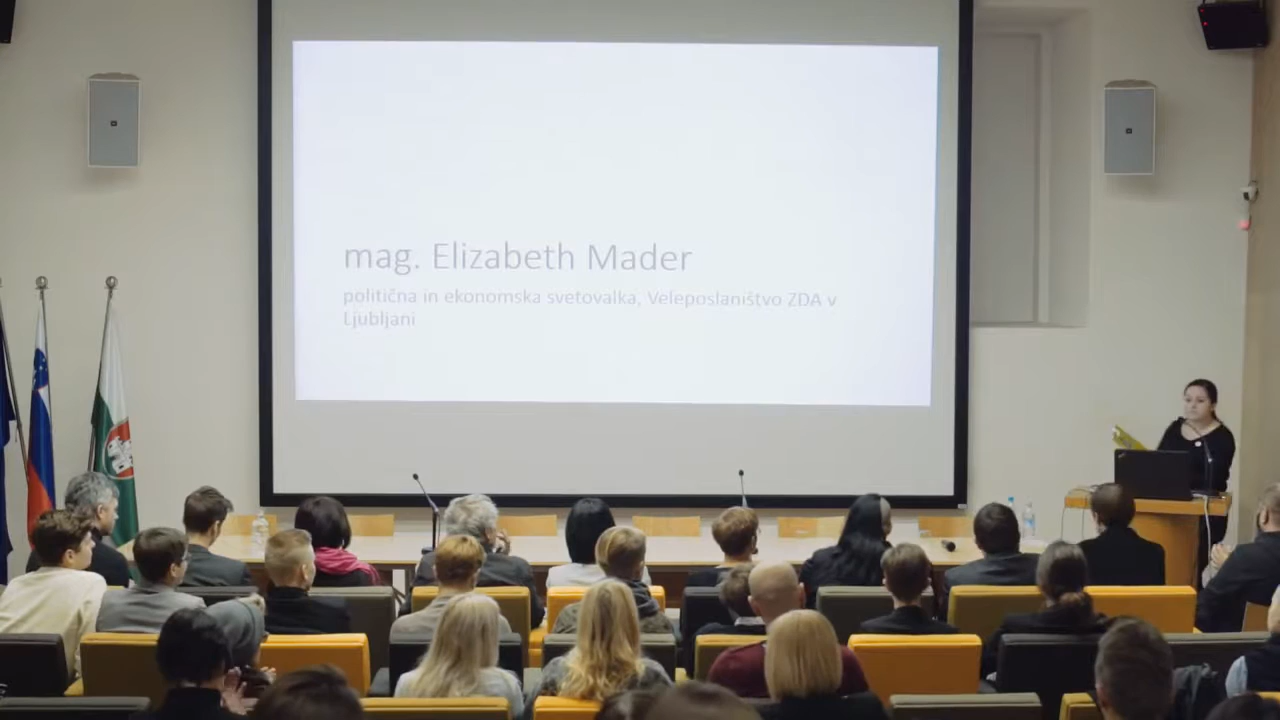 mag. Elizabeth Mader
politična in ekonomska svetovalka, Veleposlaništvo ZDA v
Ljubljani